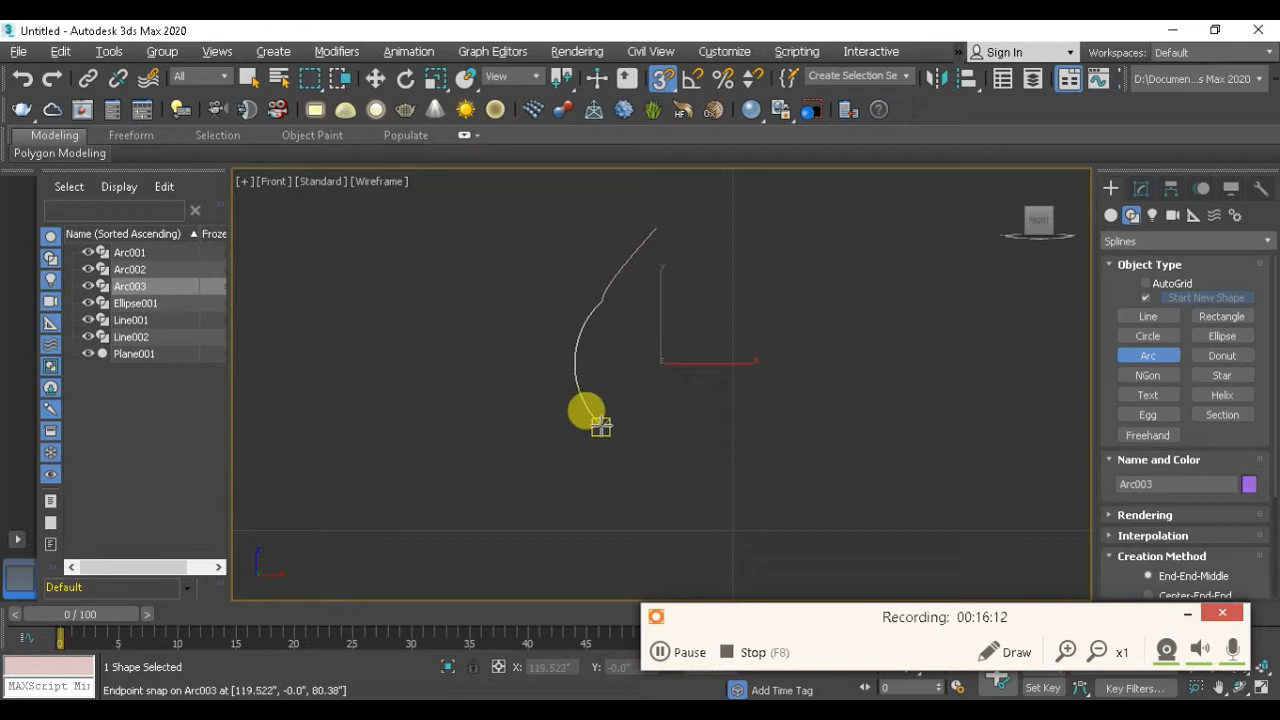 Untitled - Autodesk 3ds Max 2020
File Edit Tools Group Views Create Modifiers Animation Graph Editors Rendering Civil View Customize Scripting Interactive » Sign In Workspaces: Default
All View Create Selection Se D:\Documen...s Max 2020
Modeling Freeform Selection Object Paint Populate
Polygon Modeling
Select Display Edit
Name (Sorted Ascending) Froze
Arc001
Arc002
Arc003
Ellipse001
Line001
Line002
Plane001
Default
[+] [Front] [Standard] [Wireframe]
FRONT
y
x
Splines
Object Type
AutoGrid
Start New Shape
Line Rectangle
Circle Ellipse
Arc Donut
NGon Star
Text Helix
Egg Section
Freehand
Name and Color
Arc003
Rendering
Interpolation
Creation Method
End-End-Middle
Center-End-End
0 / 100
0 5 10 15 20 25 30 35 40 45
Recording: 00:16:12
Pause Stop (F8) Draw x1
1 Shape Selected X: 119.522" Y: -0.0"
MAXScript Mi
Endpoint snap on Arc003 at [119.522", -0.0", 80.38"] Add Time Tag 0 Set Key Key Filters...